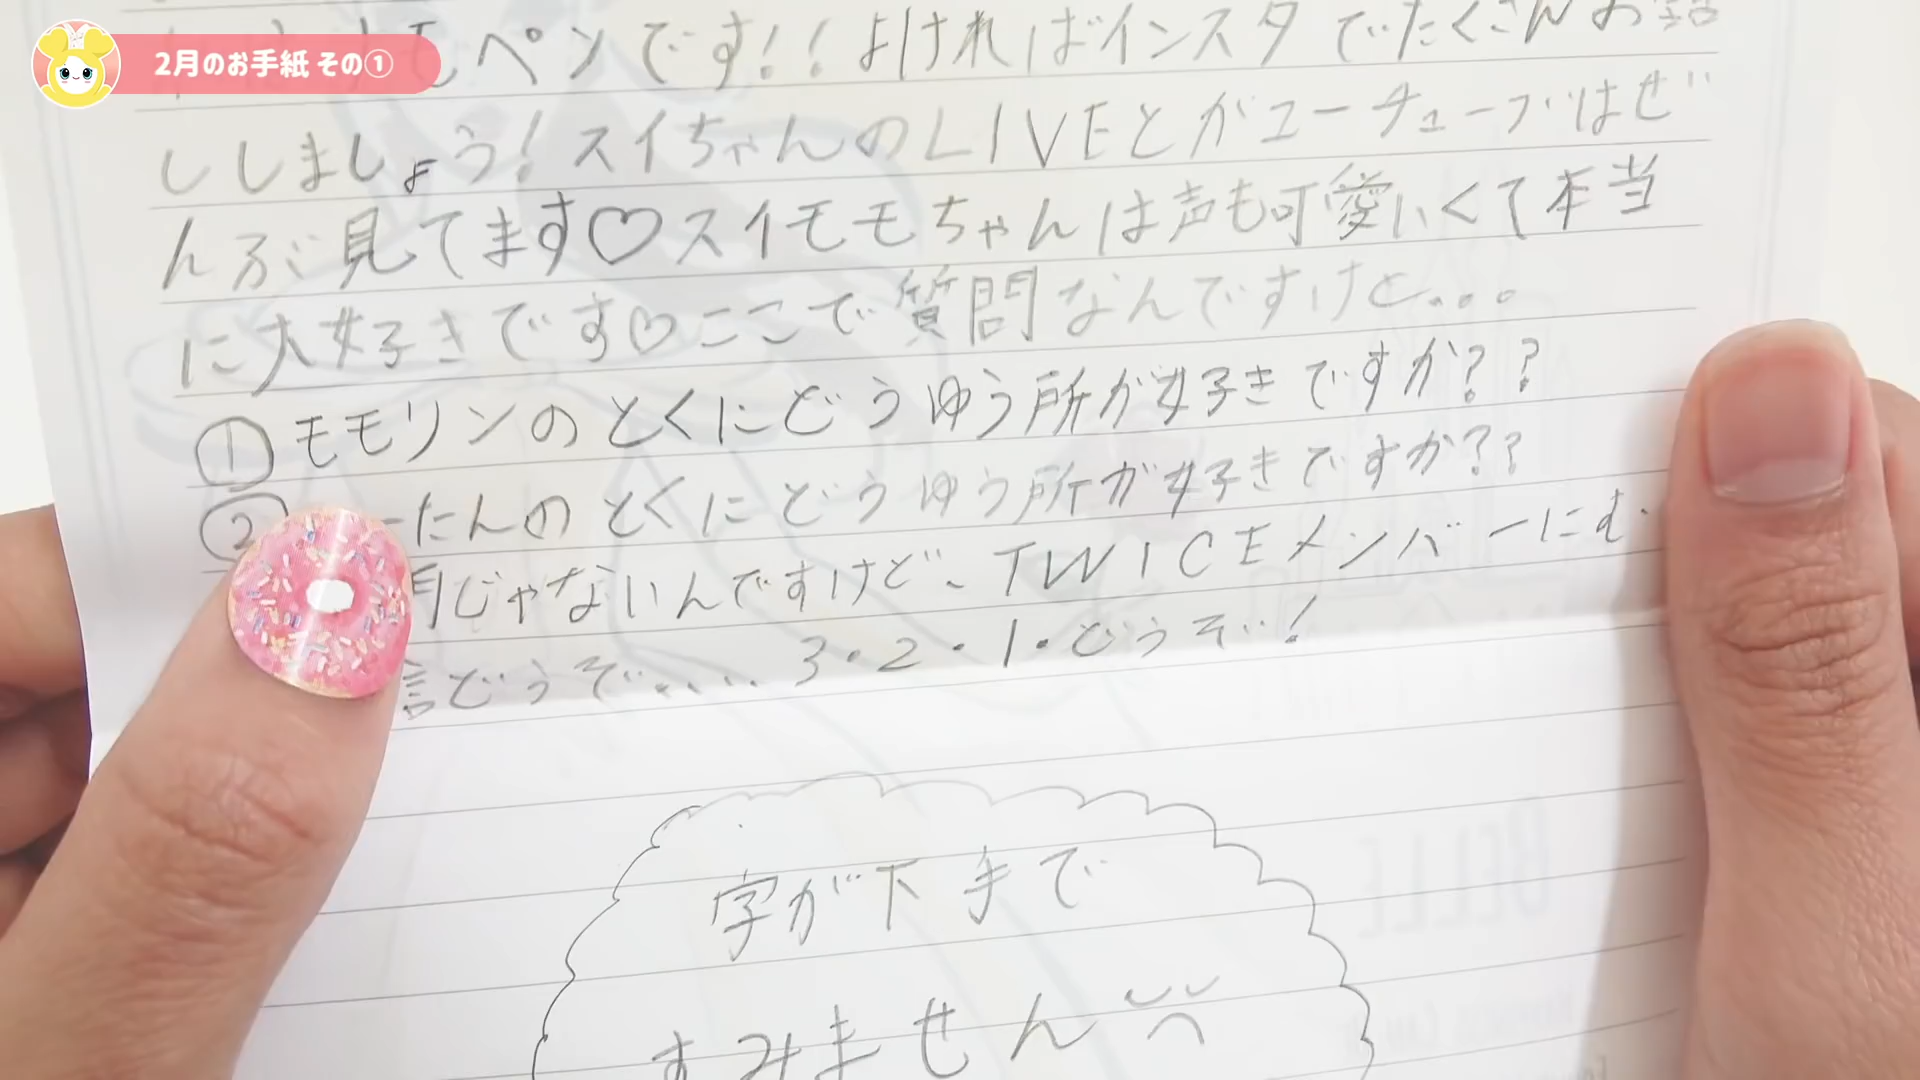 2月のお手紙 その①
モペンです!!よければインスタでたくさんお話
ししましょう!スイちゃんのLIVEとかユーチューブはぜ
んぶ見てます♡スイモモちゃんは声も可愛いくて本当
に大好きです♡ここで質問なんですけど...
①モモリンのとくにどうゆう所が好きですか??
②ーたんのとくにどうゆう所が好きですか??
じゃないんですけど、TWICEメンバーにむ
言どうぞ.... 3・2・1・どうぞ!
字が下手で
すみません